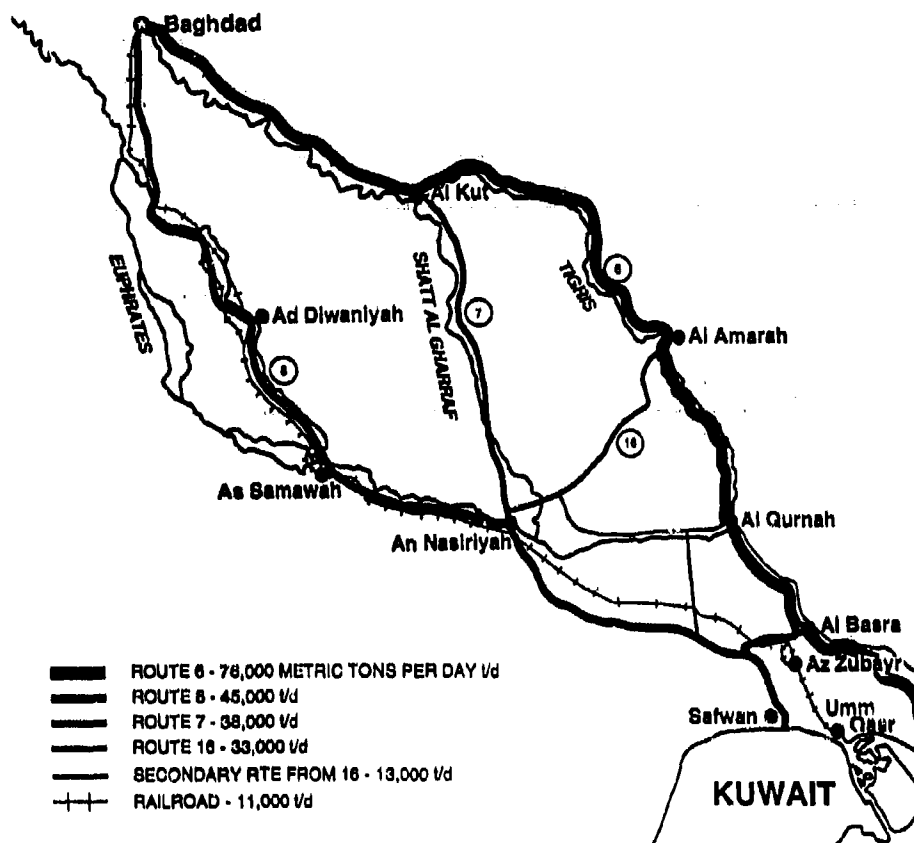 Baghdad
Al Kut
EUPHRATES
SHATT AL GHARRAF
TIGRIS
6
7
Ad Diwaniyah
Al Amarah
8
16
As Samawah
An Nasiriyah
Al Qurnah
Al Basra
Az Zubayr
Safwan
Umm
Qasr
KUWAIT
ROUTE 6 - 76,000 METRIC TONS PER DAY t/d
ROUTE 8 - 45,000 t/d
ROUTE 7 - 38,000 t/d
ROUTE 16 - 33,000 t/d
SECONDARY RTE FROM 16 - 13,000 t/d
RAILROAD - 11,000 t/d